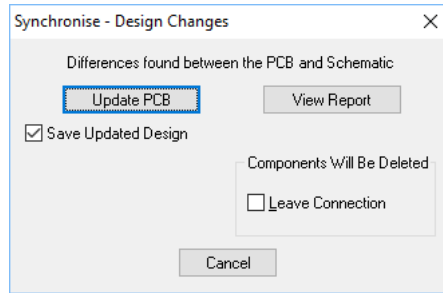 Synchronise - Design Changes
Differences found between the PCB and Schematic
Update PCB
View Report
Save Updated Design
Components Will Be Deleted
Leave Connection
Cancel